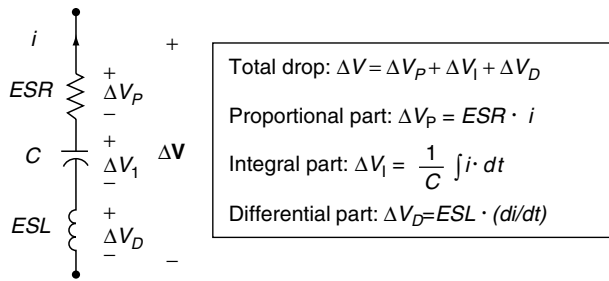 i
+
ESR
+
ΔV_P
−
C
+
ΔV_1
−
ΔV
ESL
+
ΔV_D
−
−
Total drop: ΔV = ΔV_P + ΔV_I + ΔV_D
Proportional part: ΔV_P = ESR · i
Integral part: ΔV_I = 1/C ∫ i · dt
Differential part: ΔV_D=ESL · (di/dt)